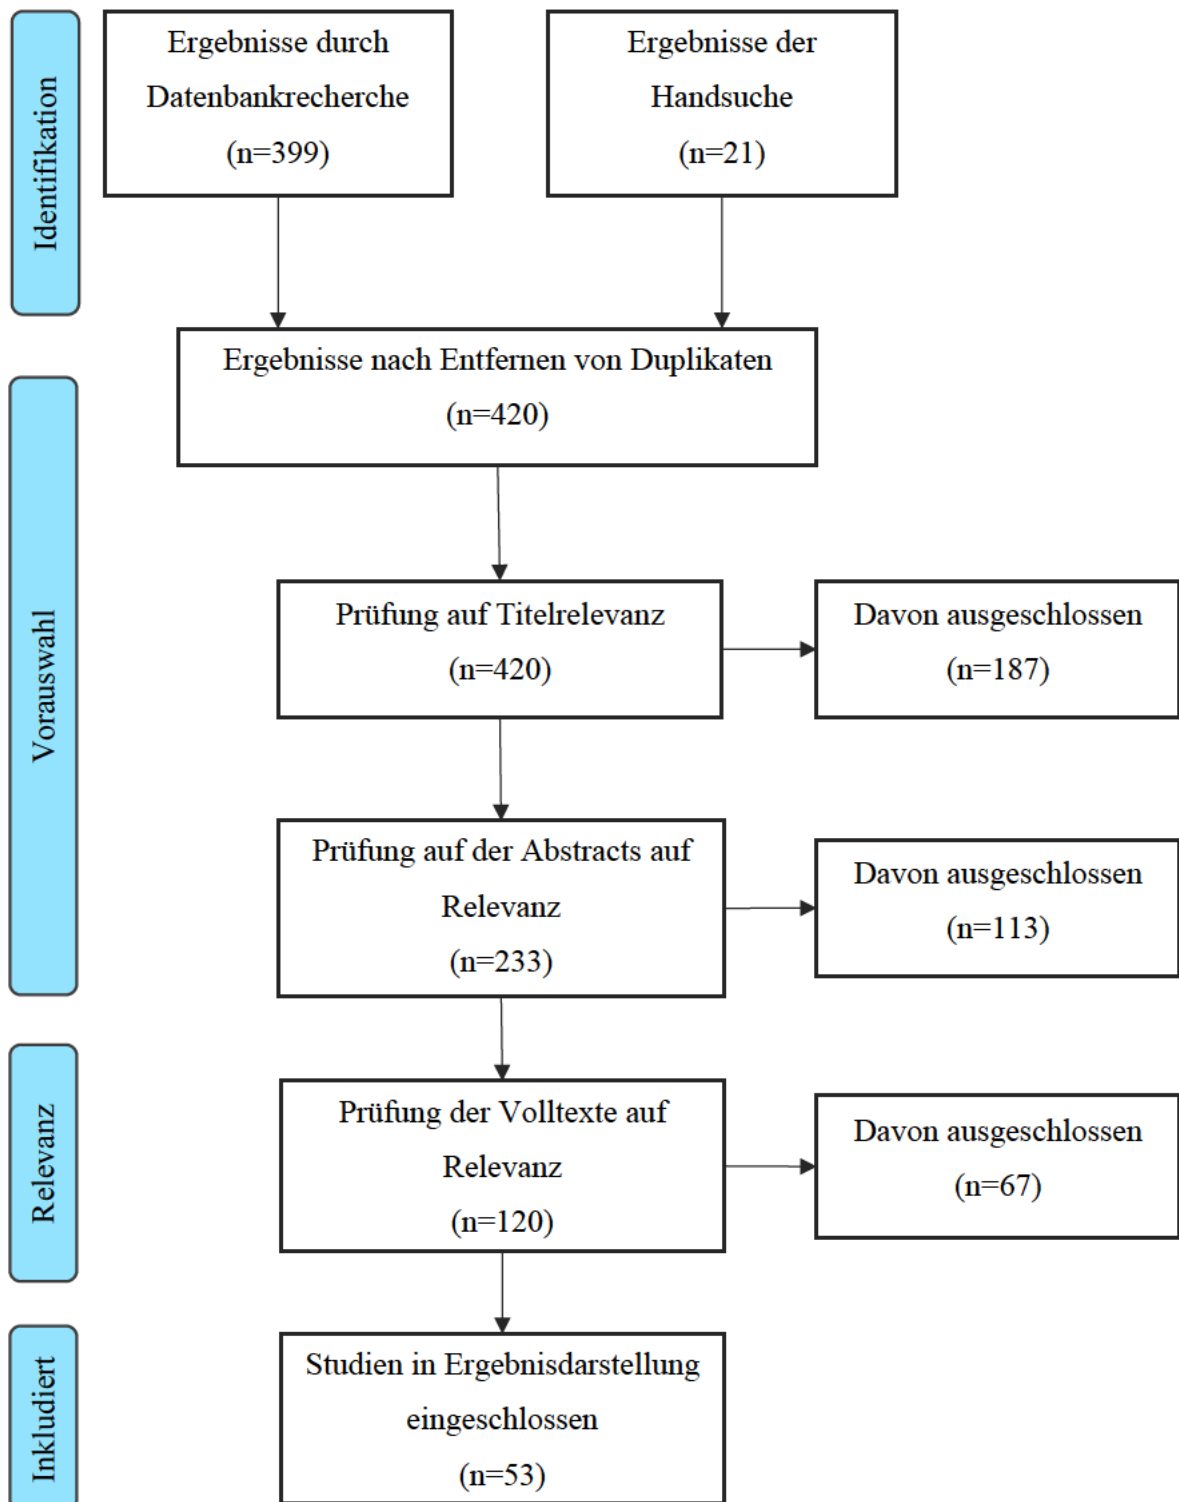 Identifikation
Ergebnisse durch
Datenbankrecherche
(n=399)
Ergebnisse der
Handsuche
(n=21)
Ergebnisse nach Entfernen von Duplikaten
(n=420)
Vorauswahl
Prüfung auf Titelrelevanz
(n=420)
Davon ausgeschlossen
(n=187)
Prüfung auf der Abstracts auf
Relevanz
(n=233)
Davon ausgeschlossen
(n=113)
Relevanz
Prüfung der Volltexte auf
Relevanz
(n=120)
Davon ausgeschlossen
(n=67)
Inkludiert
Studien in Ergebnisdarstellung
eingeschlossen
(n=53)